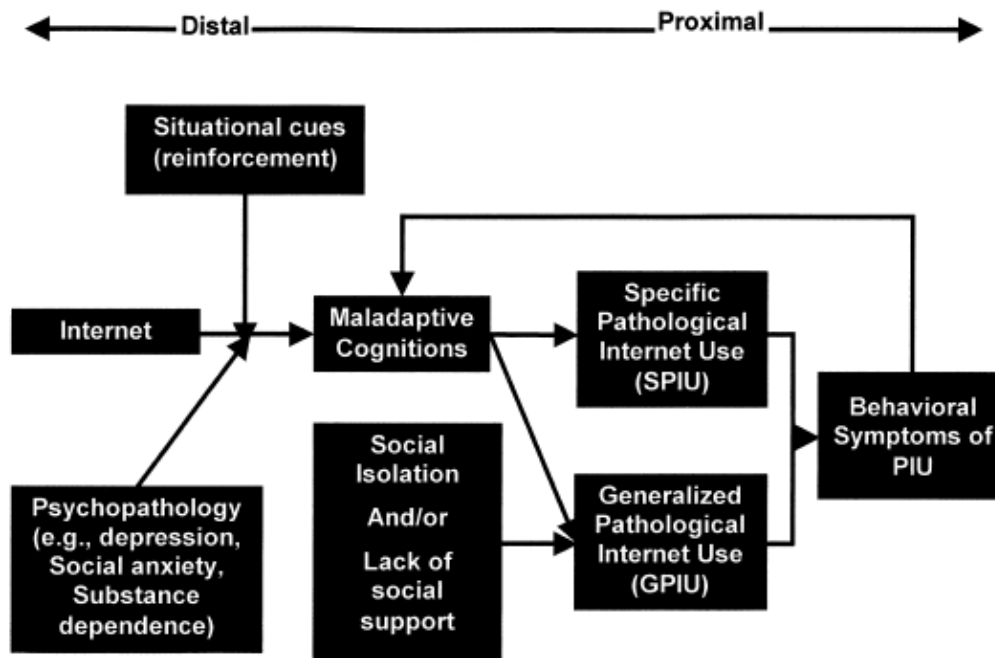 Distal
Proximal
Situational cues
(reinforcement)
Internet
Maladaptive
Cognitions
Specific
Pathological
Internet Use
(SPIU)
Behavioral
Symptoms of
PIU
Psychopathology
(e.g., depression,
Social anxiety,
Substance
dependence)
Social
Isolation
And/or
Lack of
social
support
Generalized
Pathological
Internet Use
(GPIU)